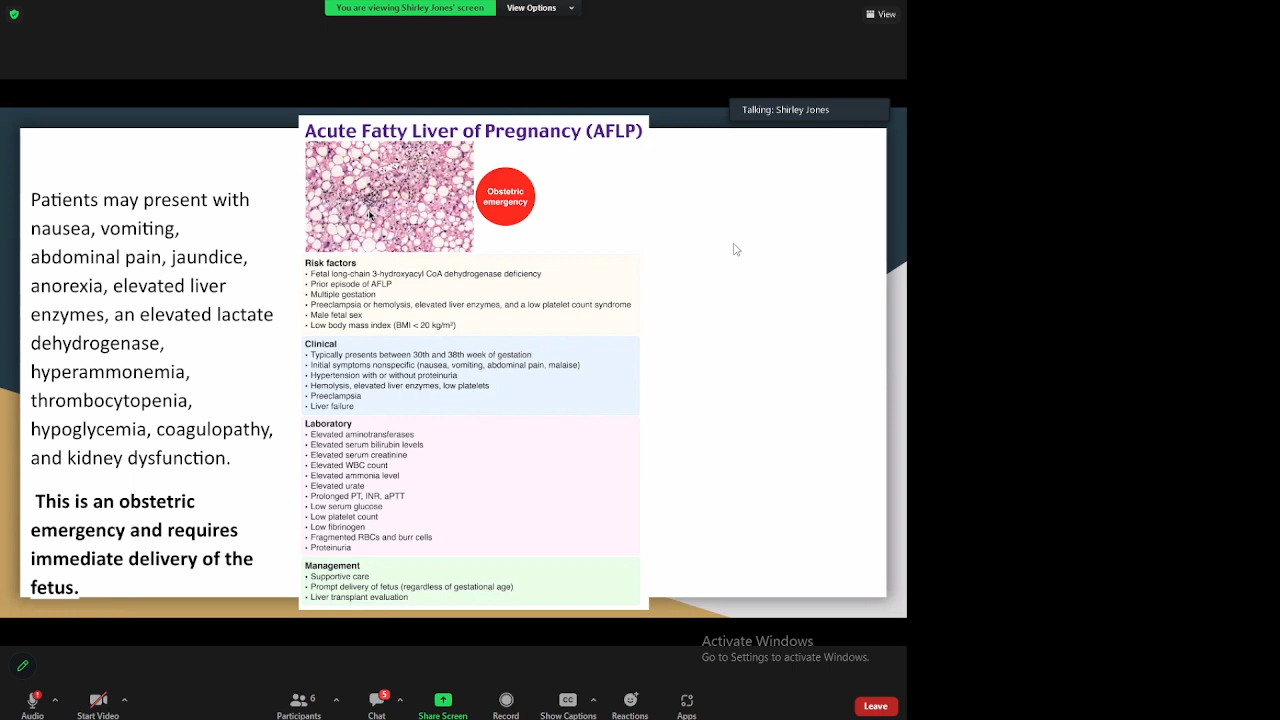 You are viewing Shirley Jones' screen
View Options
View
Talking: Shirley Jones
Patients may present with
nausea, vomiting,
abdominal pain, jaundice,
anorexia, elevated liver
enzymes, an elevated lactate
dehydrogenase,
hyperammonemia,
thrombocytopenia,
hypoglycemia, coagulopathy,
and kidney dysfunction.
This is an obstetric
emergency and requires
immediate delivery of the
fetus.
Acute Fatty Liver of Pregnancy (AFLP)
Obstetric
emergency
Risk factors
• Fetal long-chain 3-hydroxyacyl CoA dehydrogenase deficiency
• Prior episode of AFLP
• Multiple gestation
• Preeclampsia or hemolysis, elevated liver enzymes, and a low platelet count syndrome
• Male fetal sex
• Low body mass index (BMI < 20 kg/m²)
Clinical
• Typically presents between 30th and 38th week of gestation
• Initial symptoms nonspecific (nausea, vomiting, abdominal pain, malaise)
• Hypertension with or without proteinuria
• Hemolysis, elevated liver enzymes, low platelets
• Preeclampsia
• Liver failure
Laboratory
• Elevated aminotransferases
• Elevated serum bilirubin levels
• Elevated serum creatinine
• Elevated WBC count
• Elevated ammonia level
• Elevated urate
• Prolonged PT, INR, aPTT
• Low serum glucose
• Low platelet count
• Low fibrinogen
• Fragmented RBCs and burr cells
• Proteinuria
Management
• Supportive care
• Prompt delivery of fetus (regardless of gestational age)
• Liver transplant evaluation
Activate Windows
Go to Settings to activate Windows.
6
5
CC
Audio
Start Video
Participants
Chat
Share Screen
Record
Show Captions
Reactions
Apps
Leave